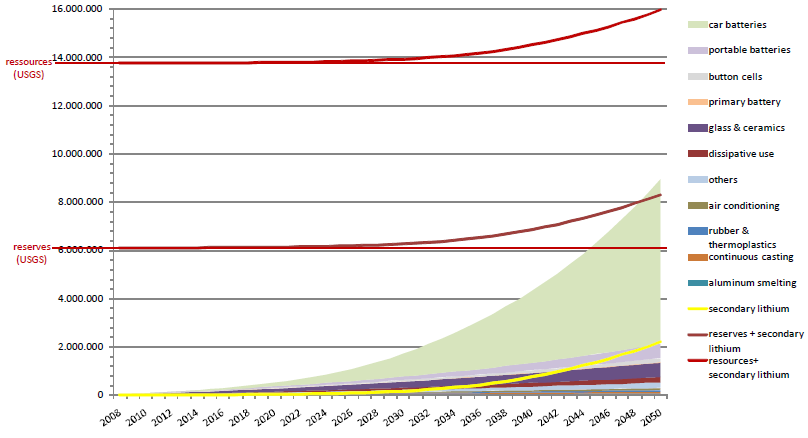 16.000.000
14.000.000
12.000.000
10.000.000
8.000.000
6.000.000
4.000.000
2.000.000
0
ressources
(USGS)
reserves
(USGS)
2008
2010
2012
2014
2016
2018
2020
2022
2024
2026
2028
2030
2032
2034
2036
2038
2040
2042
2044
2046
2048
2050
car batteries
portable batteries
button cells
primary battery
glass & ceramics
dissipative use
others
air conditioning
rubber &
thermoplastics
continuous casting
aluminum smelting
secondary lithium
reserves + secondary
lithium
resources+
secondary lithium